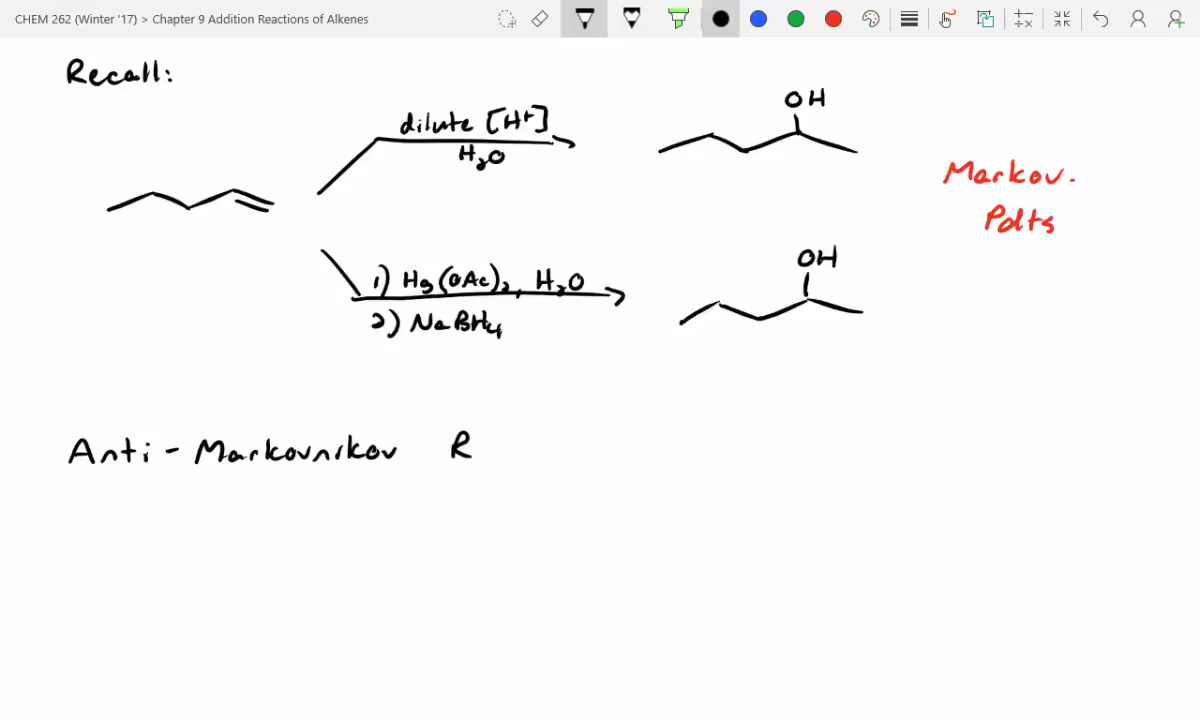 CHEM 262 (Winter '17) > Chapter 9 Addition Reactions of Alkenes
Recall:
dilute [H+]
H2O
OH
Markov.
Pdts
1) Hg(OAc)2, H2O
2) NaBH4
OH
Anti-Markovnikov R